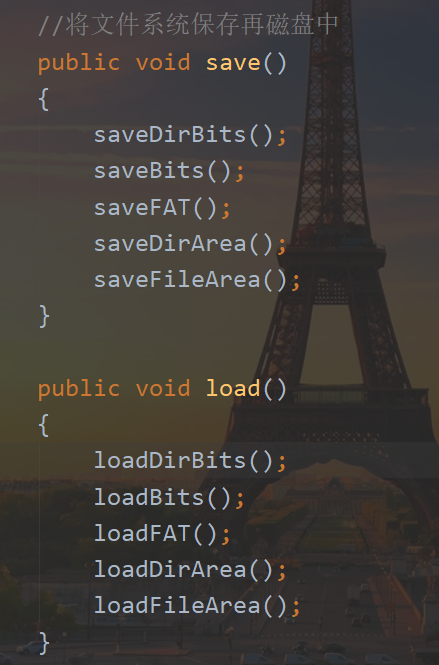 //将文件系统保存再磁盘中
public void save()
{
saveDirBits();
saveBits();
saveFAT();
saveDirArea();
saveFileArea();
}
public void load()
{
loadDirBits();
loadBits();
loadFAT();
loadDirArea();
loadFileArea();
}